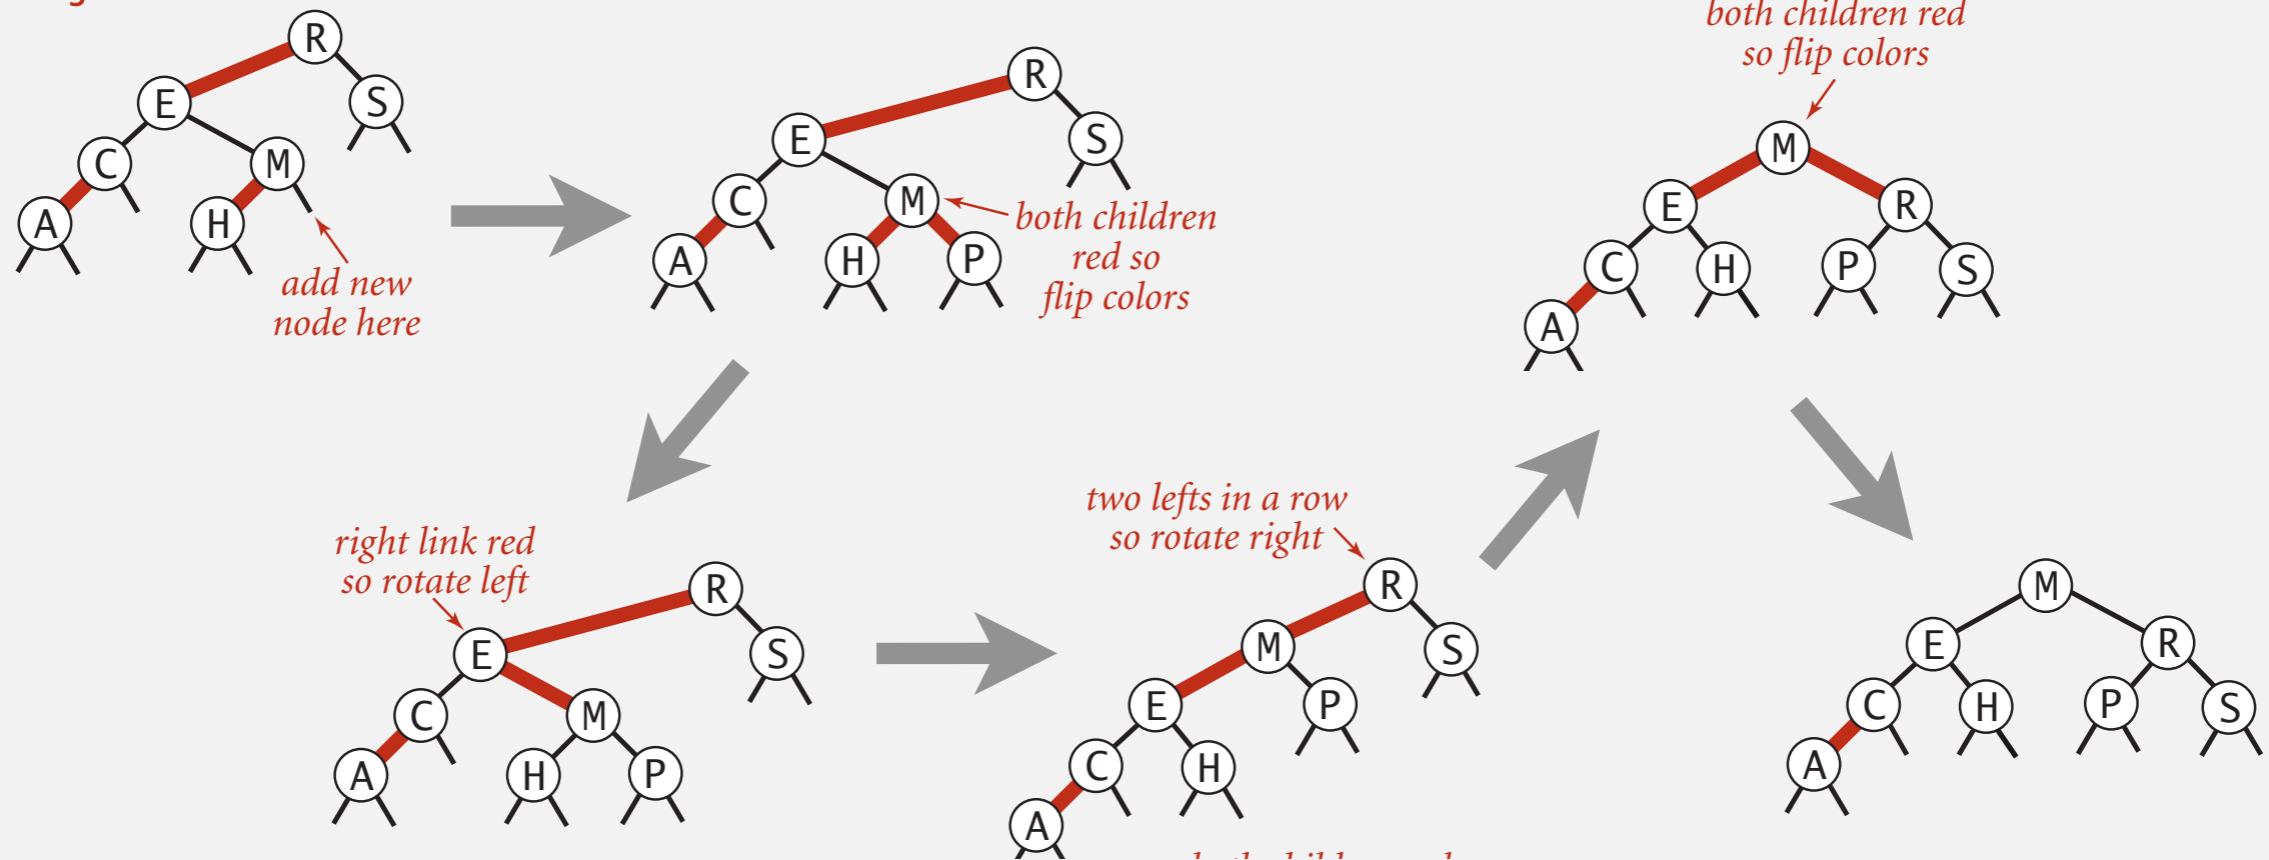 R
E
S
C
M
A
H
add new
node here
R
E
S
C
M
A
H
P
both children
red so
flip colors
right link red
so rotate left
R
E
S
C
M
A
H
P
two lefts in a row
so rotate right
R
M
S
E
P
C
H
A
both children red
so flip colors
M
E
R
C
H
P
S
A
M
E
R
C
H
P
S
A